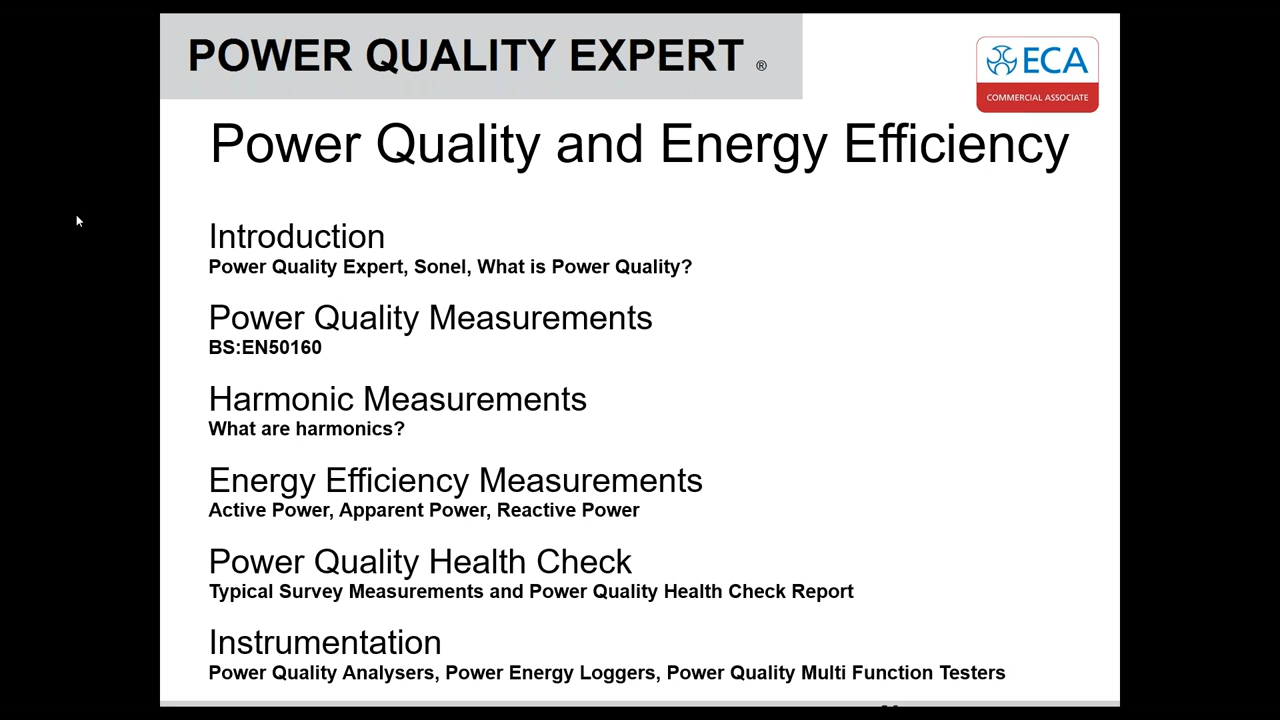 POWER QUALITY EXPERT ®
ECA
COMMERCIAL ASSOCIATE
Power Quality and Energy Efficiency
Introduction
Power Quality Expert, Sonel, What is Power Quality?
Power Quality Measurements
BS:EN50160
Harmonic Measurements
What are harmonics?
Energy Efficiency Measurements
Active Power, Apparent Power, Reactive Power
Power Quality Health Check
Typical Survey Measurements and Power Quality Health Check Report
Instrumentation
Power Quality Analysers, Power Energy Loggers, Power Quality Multi Function Testers